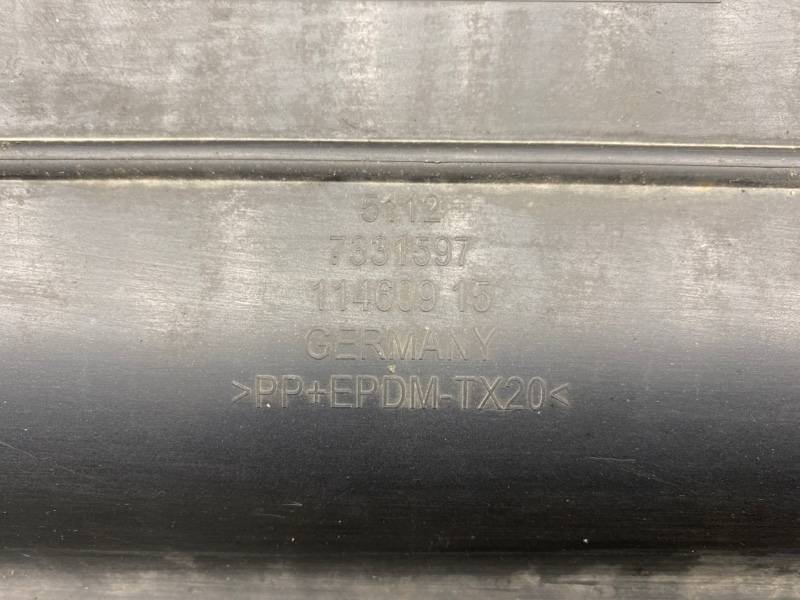 5112
7331597
114609 15
GERMANY
>PP+EPDM-TX20<